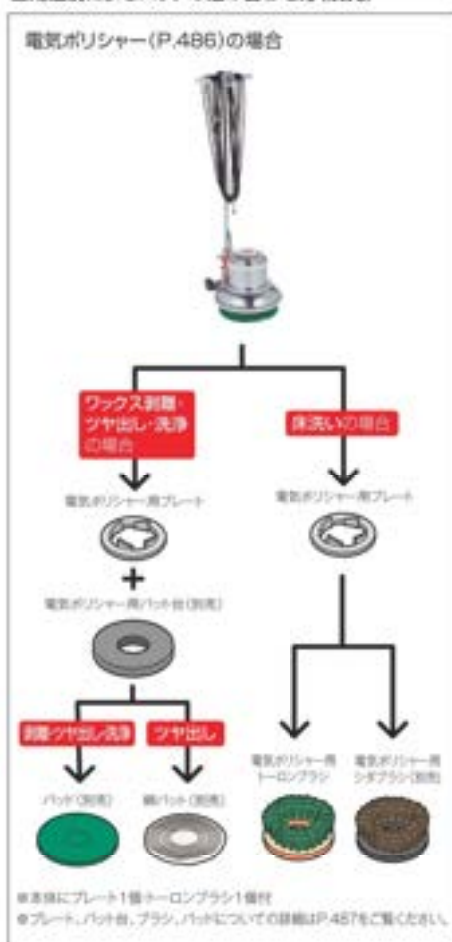 電気ポリシャー(P.486)の場合
ワックス剥離・
ツヤ出し・洗浄
の場合
床洗いの場合
電気ポリシャー用プレート
電気ポリシャー用プレート
+
電気ポリシャー用パット台(別売)
剥離・ツヤ出し・洗浄
ツヤ出し
電気ポリシャー用
トーロンブラシ
電気ポリシャー用
シダブラシ(別売)
パッド(別売)
綿パット(別売)
※本体にプレート1個・トーロンブラシ1個付
●プレート、パット台、ブラシ、パットについての詳細はP.487をご覧ください。